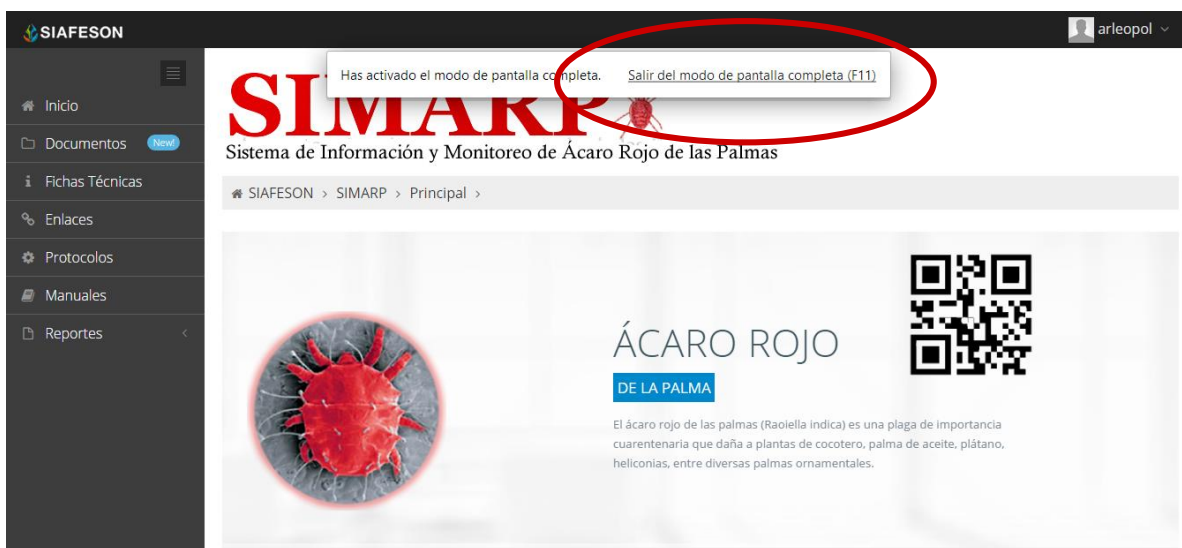 SIAFESON
arleopol
Has activado el modo de pantalla completa. Salir del modo de pantalla completa (F11)
SIMARP
Sistema de Información y Monitoreo de Ácaro Rojo de las Palmas
Inicio
Documentos New!
Fichas Técnicas
Enlaces
Protocolos
Manuales
Reportes
SIAFESON > SIMARP > Principal >
ÁCARO ROJO
DE LA PALMA
El ácaro rojo de las palmas (Raoiella indica) es una plaga de importancia
cuarentenaria que daña a plantas de cocotero, palma de aceite, plátano,
heliconias, entre diversas palmas ornamentales.